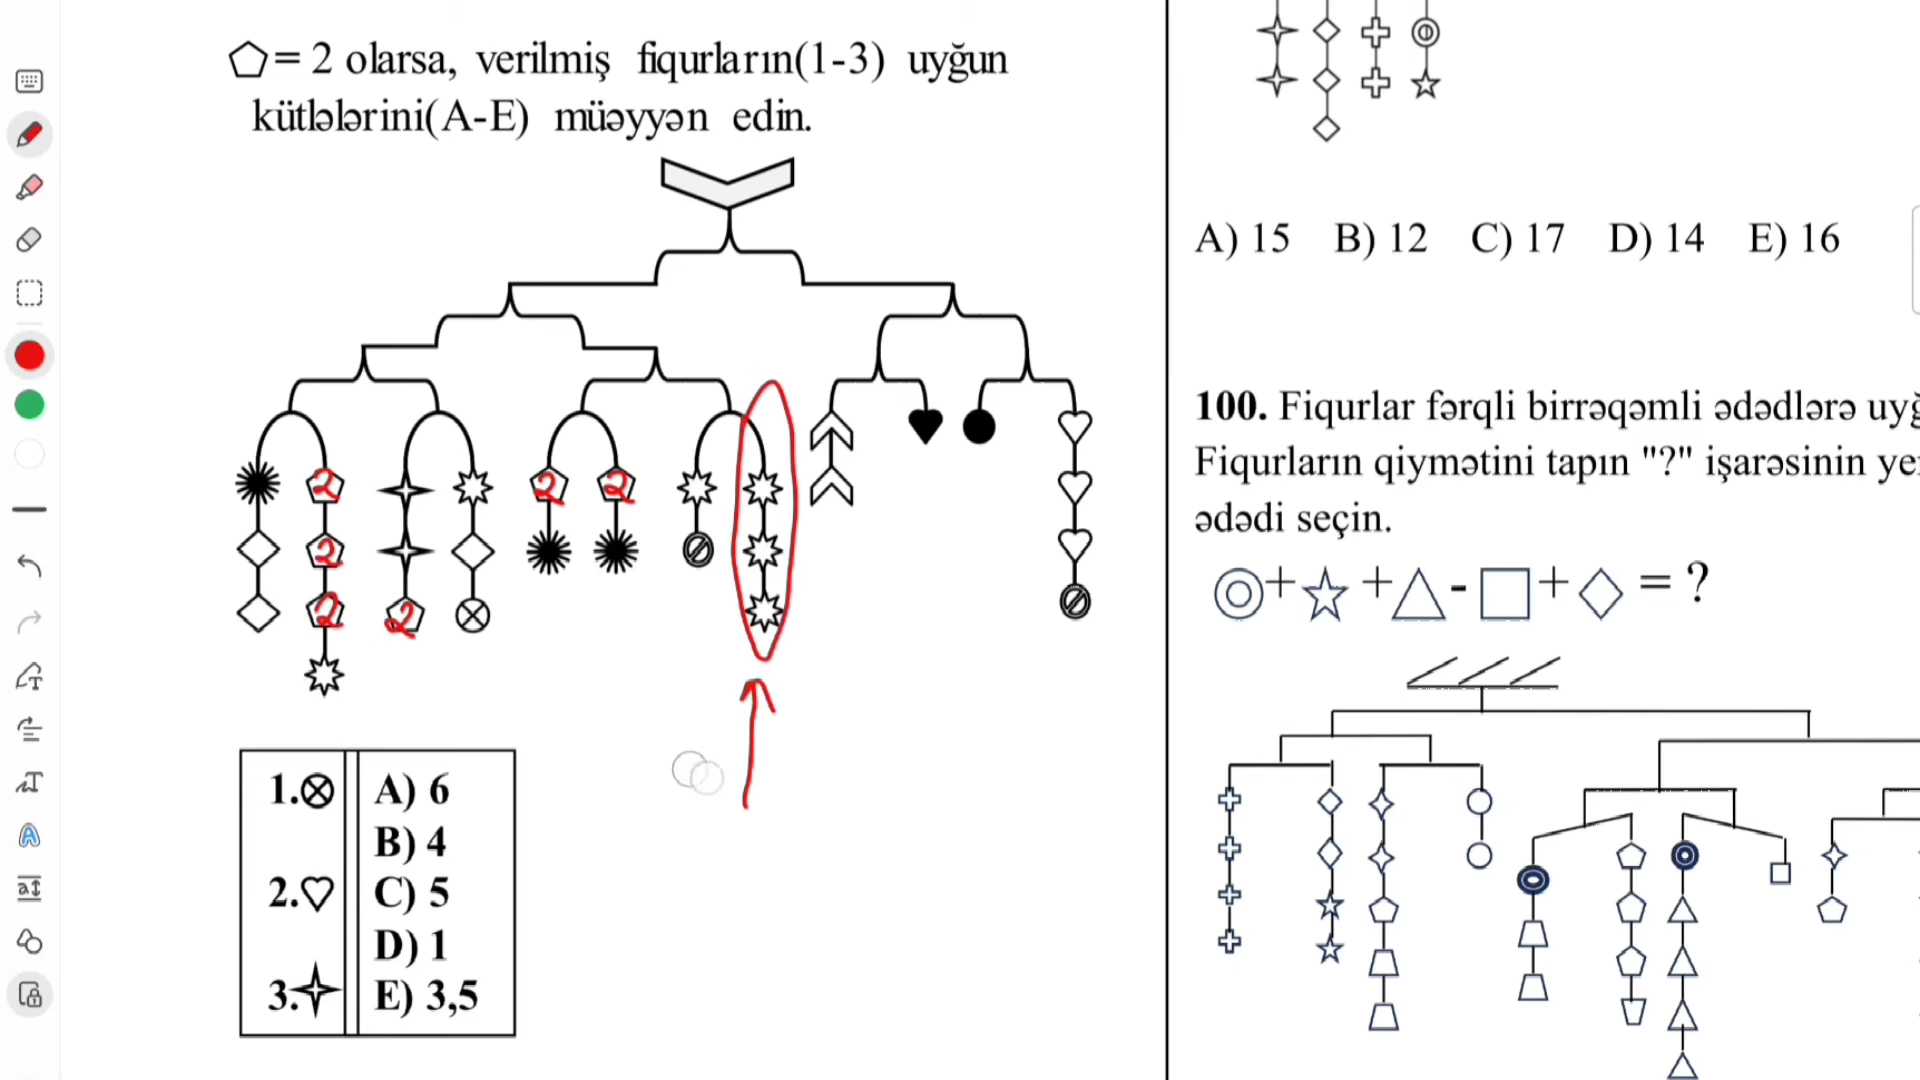 = 2 olarsa, verilmiş fiqurların(1-3) uyğun
kütlələrini(A-E) müəyyən edin.
2 2 2
2 2
2 2
1. A) 6
B) 4
2. C) 5
D) 1
3. E) 3,5
A) 15 B) 12 C) 17 D) 14 E) 16
100. Fiqurlar fərqli birrəqəmli ədədlərə uyğ
Fiqurların qiymətini tapın "?" işarəsinin ye
ədədi seçin.
+ + - + = ?